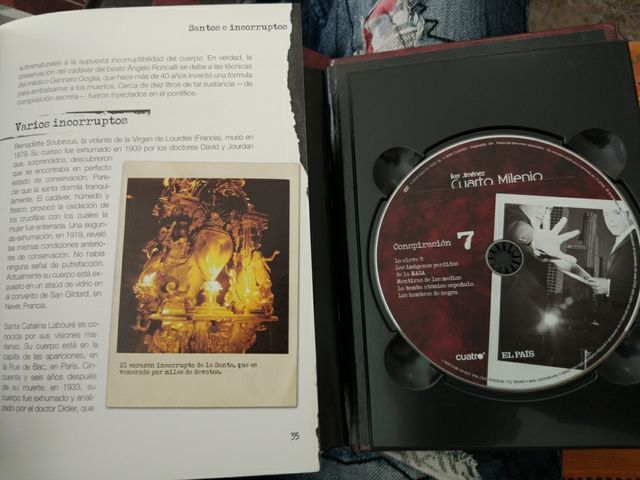 Santos e incorruptos
sobrenaturales a la supuesta incorruptibilidad del cuerpo. En verdad, la
preservación del cadáver del beato Angelo Roncalli se debe a las técnicas
del médico Gennaro Goglia, que hace más de 40 años inventó una fórmula
para embalsamar a los muertos. Cerca de diez litros de tal sustancia —de
composición secreta— fueron inyectados en el pontífice.
Varios incorruptos
Bernadette Soubirous, la vidente de la Virgen de Lourdes (Francia), murió en
1879. Su cuerpo fue exhumado en 1909 por los doctores David y Jourdan
que, sorprendidos, descubrieron
que se encontraba en perfecto
estado de conservación. Pare-
cía que la santa dormía tranqui-
lamente. El cadáver, húmedo y
fresco, provocó la oxidación de
los crucifijos con los cuales la
mujer fue enterrada. Una segun-
da exhumación, en 1919, reveló
las mismas condiciones anterio-
res de conservación. No había
ninguna señal de putrefacción.
Actualmente su cuerpo está ex-
puesto en un ataúd de vidrio en
el convento de San Gildard, en
Never, Francia.
Santa Catalina Labouré es co-
nocida por sus visiones maria-
renas. Su cuerpo está en la
capilla de las apariciones, en
la Rue de Bac, en París. Cin-
cuenta y seis años después
de su muerte, en 1933, su
cuerpo fue exhumado y anali-
zado por el doctor Didier, que
El corazón incorrupto de la Santa, que es
venerado por miles de devotos.
35
Iker Jiménez
Cuarto Milenio
Conspiración 7
La clave 11
Las imágenes perdidas
de la NASA
Mentiras de los medios
La bomba atómica española
Los hombres de negro
cuatro
EL PAÍS